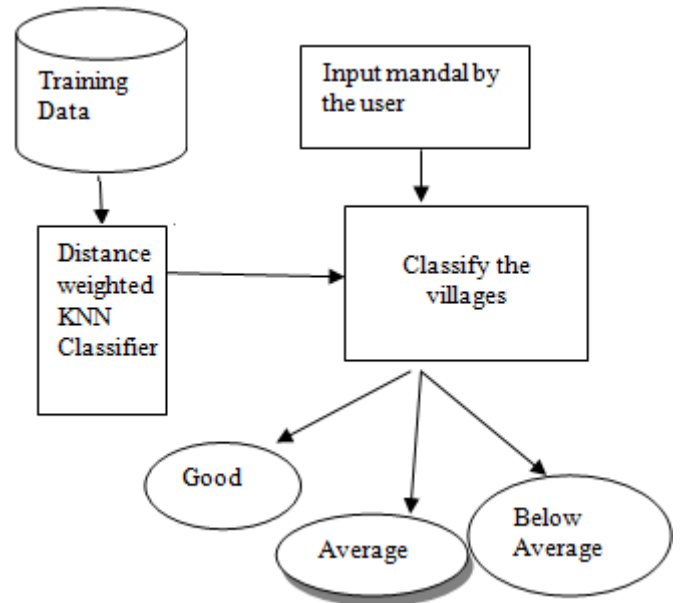 Training
Data
Input mandal by
the user
Distance
weighted
KNN
Classifier
Classify the
villages
Good
Average
Below
Average